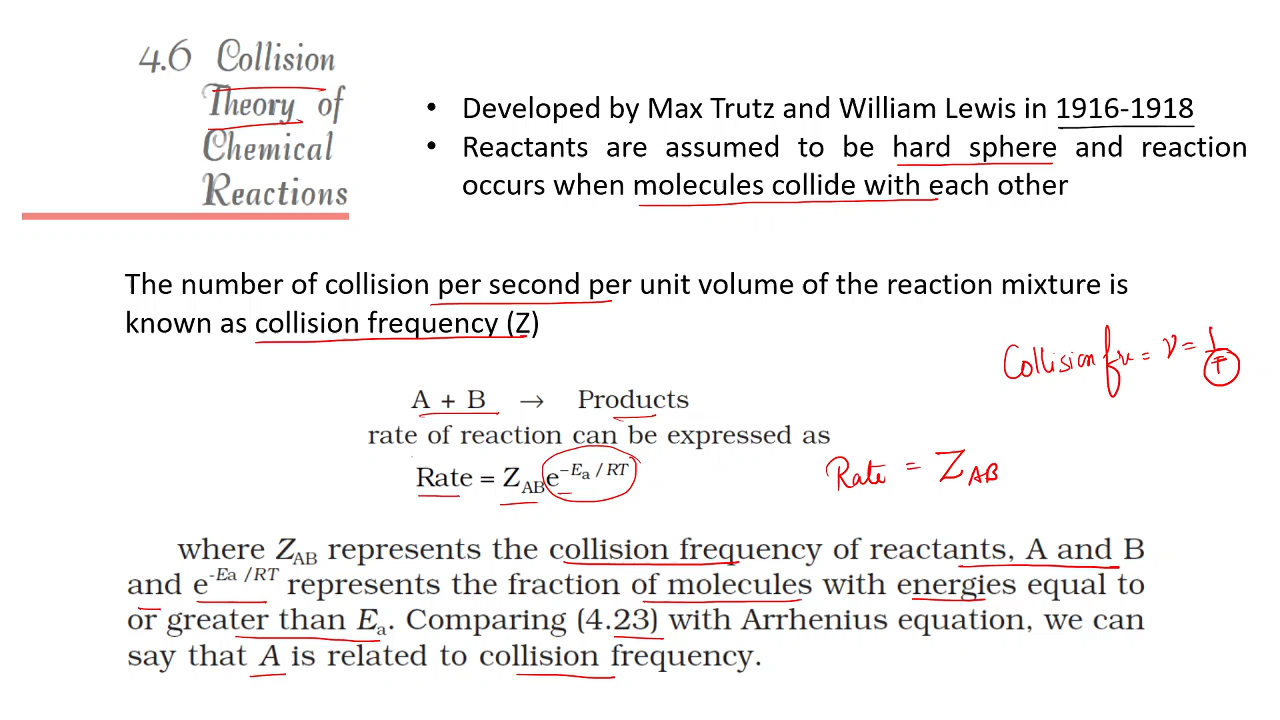 4.6 Collision
Theory of
Chemical
Reactions
• Developed by Max Trutz and William Lewis in 1916-1918
• Reactants are assumed to be hard sphere and reaction
occurs when molecules collide with each other
The number of collision per second per unit volume of the reaction mixture is
known as collision frequency (Z)
Collision fre = ν = 1/T
A + B → Products
rate of reaction can be expressed as
Rate = Z_AB e^{-E_a / RT}
Rate = Z_AB
where Z_AB represents the collision frequency of reactants, A and B
and e^{-Ea /RT} represents the fraction of molecules with energies equal to
or greater than E_a. Comparing (4.23) with Arrhenius equation, we can
say that A is related to collision frequency.